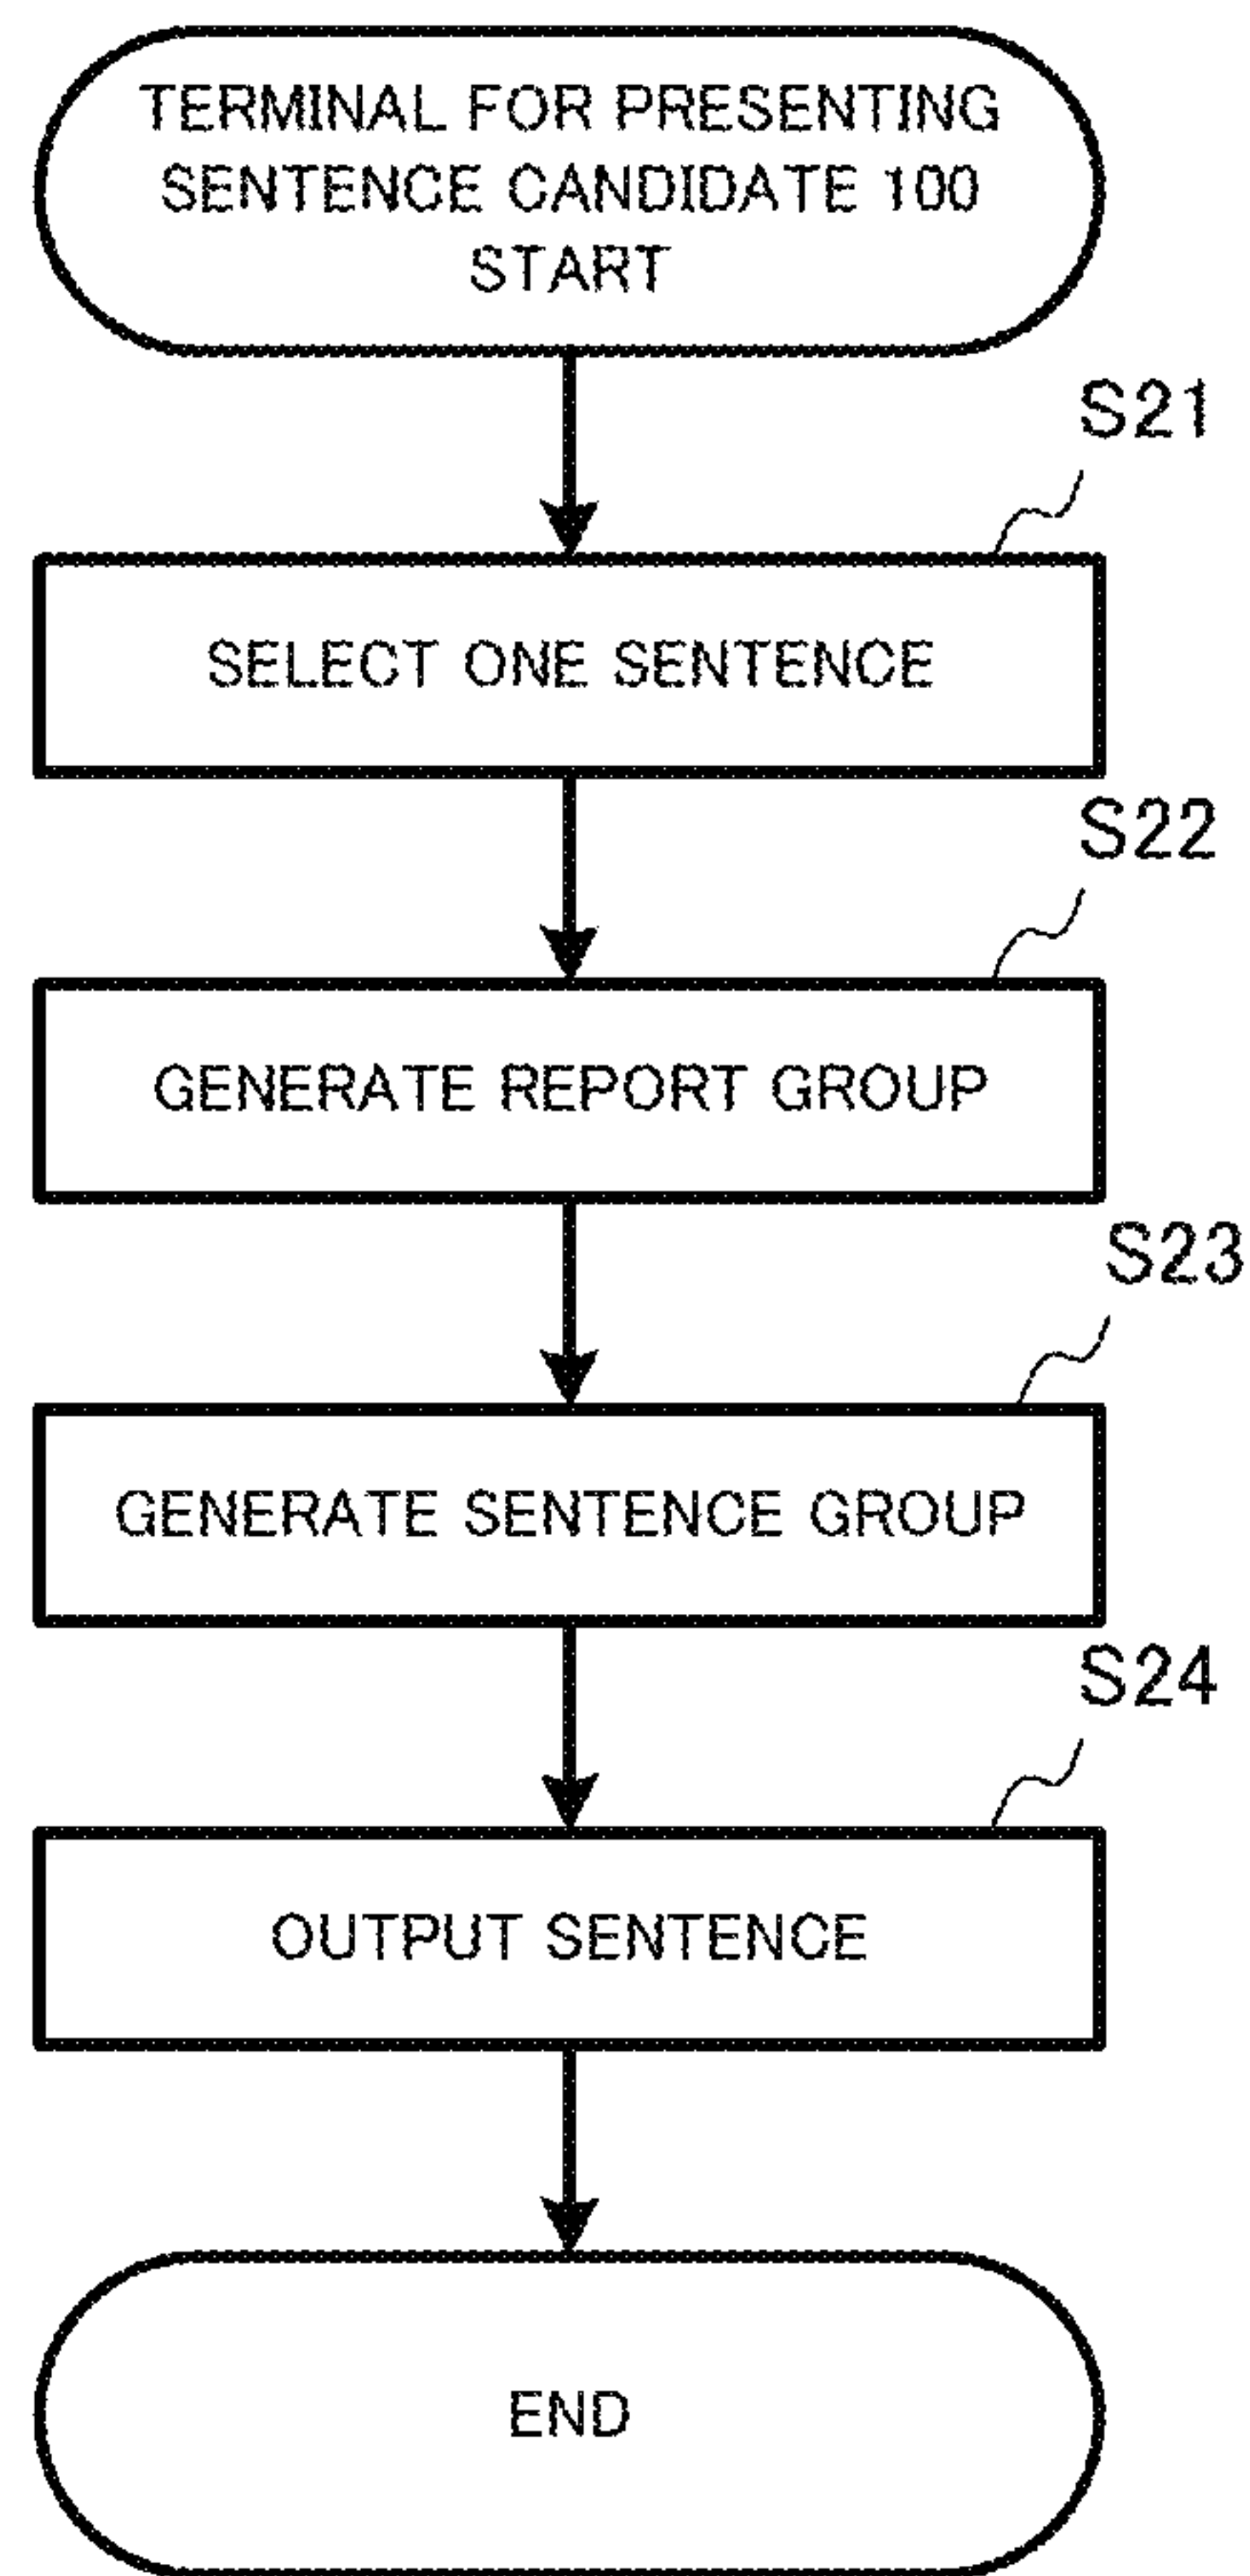 TERMINAL FOR PRESENTING
SENTENCE CANDIDATE 100
START
S21
SELECT ONE SENTENCE
S22
GENERATE REPORT GROUP
S23
GENERATE SENTENCE GROUP
S24
OUTPUT SENTENCE
END